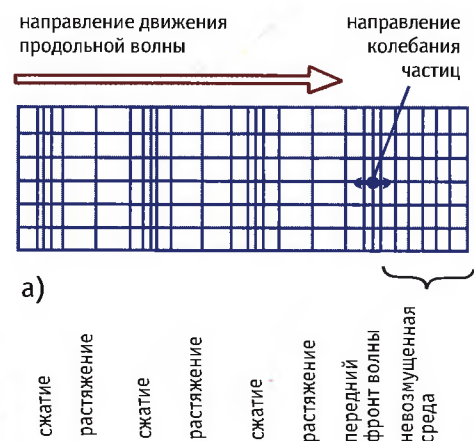 направление движения
продольной волны
направление
колебания
частиц
а)
сжатие
растяжение
сжатие
растяжение
сжатие
растяжение
передний
фронт волны
невозмущенная
среда